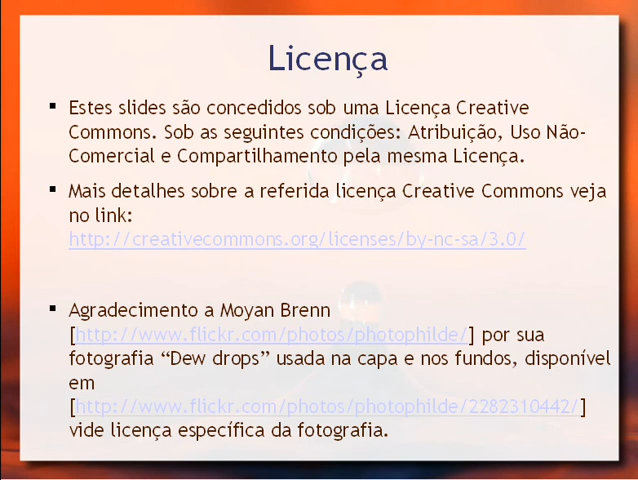 Licença
▪ Estes slides são concedidos sob uma Licença Creative
Commons. Sob as seguintes condições: Atribuição, Uso Não-
Comercial e Compartilhamento pela mesma Licença.
▪ Mais detalhes sobre a referida licença Creative Commons veja
no link:
http://creativecommons.org/licenses/by-nc-sa/3.0/
▪ Agradecimento a Moyan Brenn
[http://www.flickr.com/photos/photophilde/] por sua
fotografia “Dew drops” usada na capa e nos fundos, disponível
em
[http://www.flickr.com/photos/photophilde/2282310442/]
vide licença específica da fotografia.